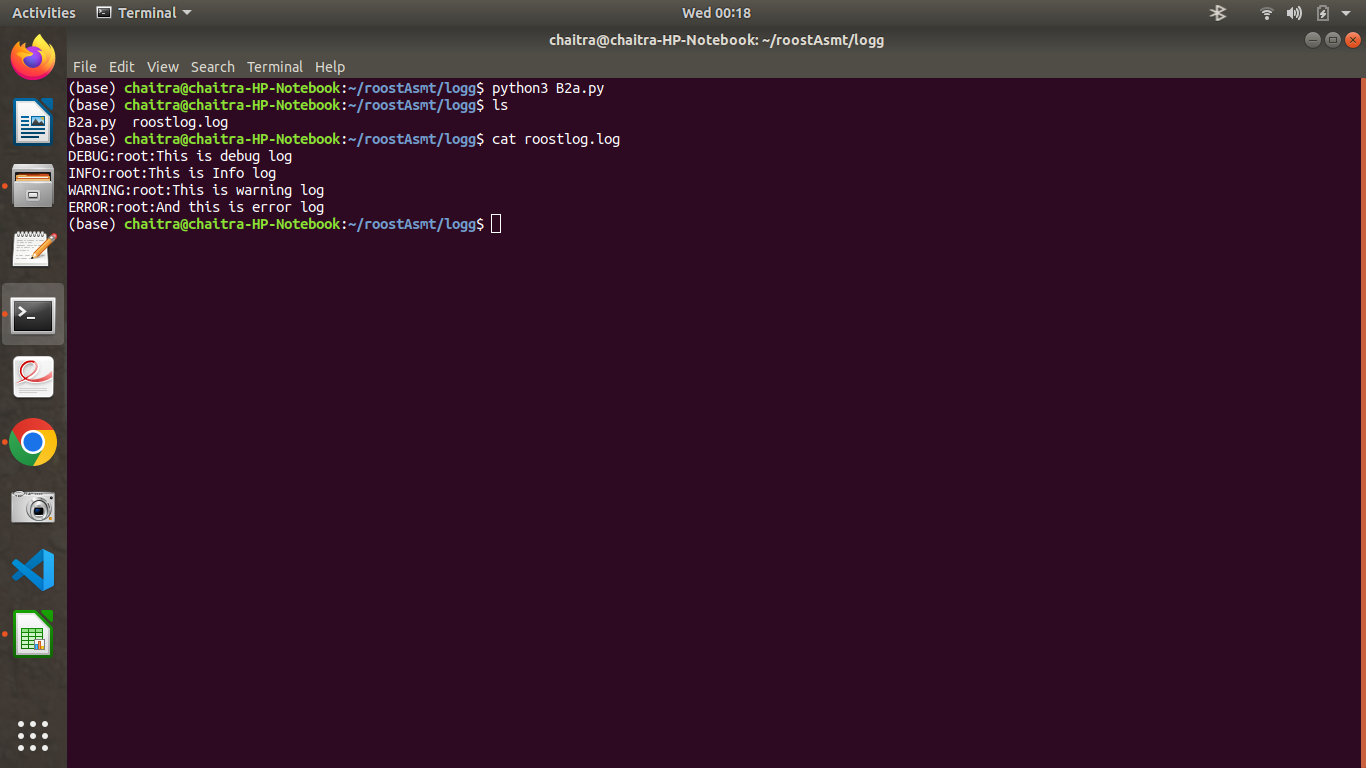 Activities Terminal Wed 00:18
chaitra@chaitra-HP-Notebook: ~/roostAsmt/logg
File Edit View Search Terminal Help
(base) chaitra@chaitra-HP-Notebook:~/roostAsmt/logg$ python3 B2a.py
(base) chaitra@chaitra-HP-Notebook:~/roostAsmt/logg$ ls
B2a.py  roostlog.log
(base) chaitra@chaitra-HP-Notebook:~/roostAsmt/logg$ cat roostlog.log
DEBUG:root:This is debug log
INFO:root:This is Info log
WARNING:root:This is warning log
ERROR:root:And this is error log
(base) chaitra@chaitra-HP-Notebook:~/roostAsmt/logg$